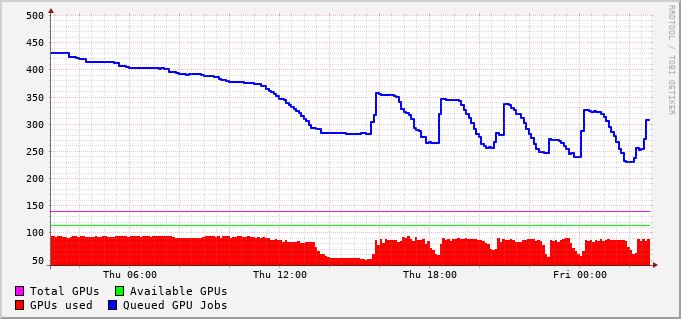 500
450
400
350
300
250
200
150
100
50
Thu 06:00 Thu 12:00 Thu 18:00 Fri 00:00
Total GPUs Available GPUs
GPUs used Queued GPU Jobs
RRDTOOL / TOBI OETIKER